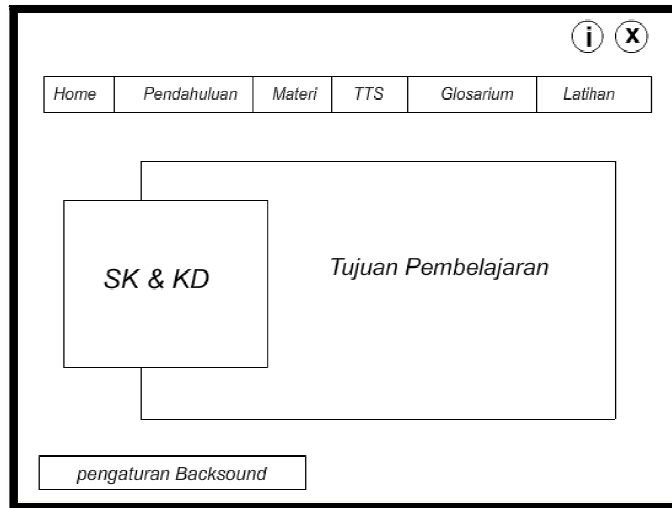 i X
Home Pendahuluan Materi TTS Glosarium Latihan
SK & KD
Tujuan Pembelajaran
pengaturan Backsound